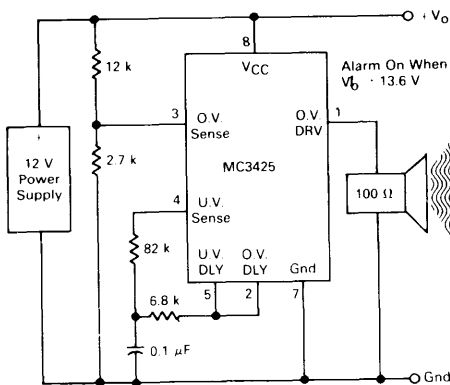 + Vo
8
12 k
VCC
Alarm On When
Vo · 13.6 V
3
O.V.
Sense
O.V.
DRV
1
MC3425
12 V
Power
Supply
+
2.7 k
4
U.V.
Sense
100 Ω
82 k
U.V.
DLY
O.V.
DLY
Gnd
5
2
7
6.8 k
0.1 μF
Gnd